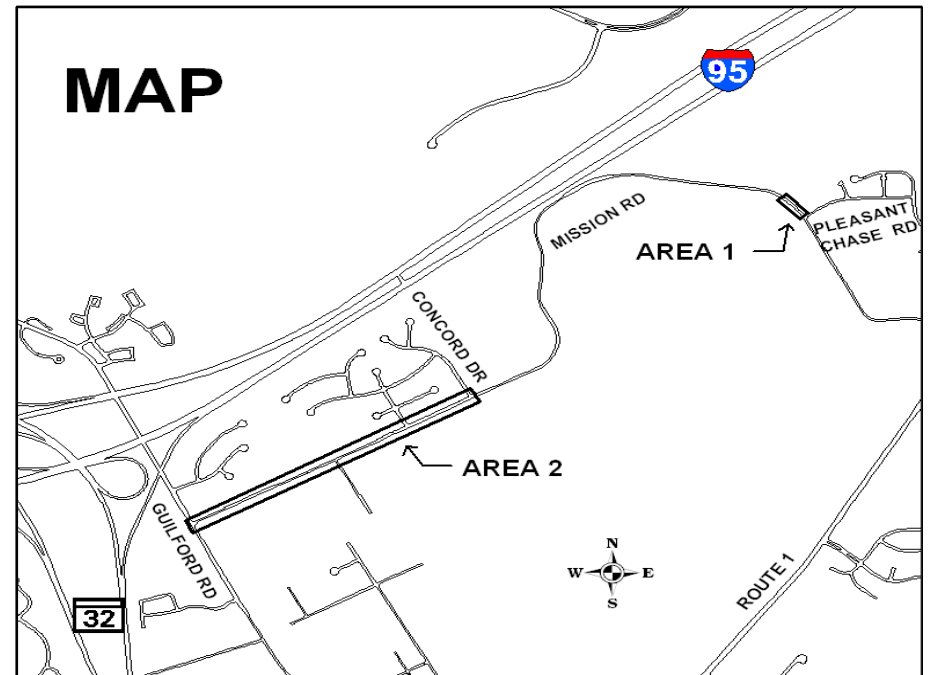 MAP
95
MISSION RD
PLEASANT
CHASE RD
AREA 1
CONCORD DR
AREA 2
GUILFORD RD
N
W E
S
ROUTE 1
32